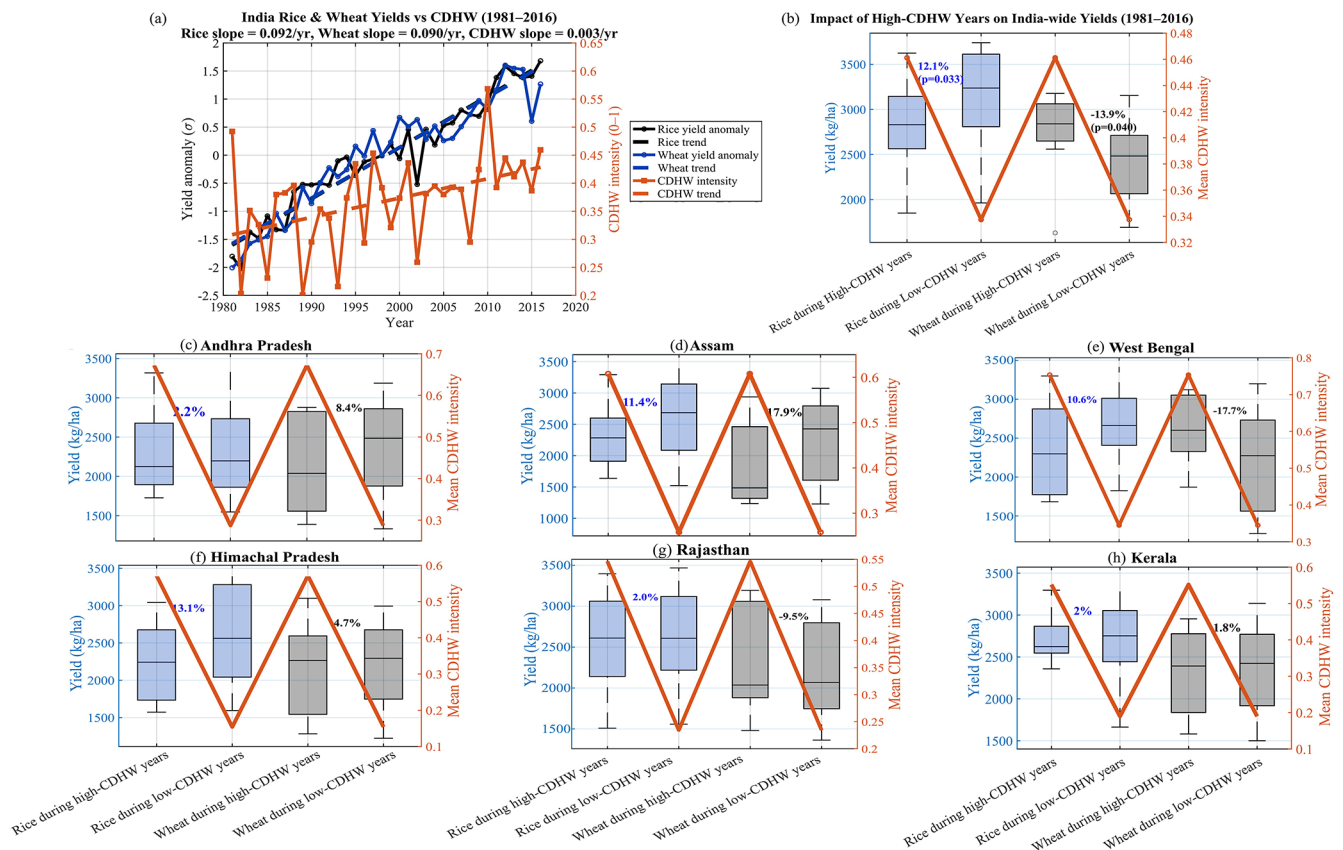 (a)
India Rice & Wheat Yields vs CDHW (1981–2016)
Rice slope = 0.092/yr, Wheat slope = 0.090/yr, CDHW slope = 0.003/yr
2
1.5
1
0.5
0
-0.5
-1
-1.5
-2
-2.5
Yield anomaly (σ)
0.65
0.6
0.55
0.5
0.45
0.4
0.35
0.3
0.25
0.2
CDHW intensity (0–1)
1980
1985
1990
1995
2000
2005
2010
2015
2020
Year
Rice yield anomaly
Rice trend
Wheat yield anomaly
Wheat trend
CDHW intensity
CDHW trend
(b)
Impact of High-CDHW Years on India-wide Yields (1981–2016)
3500
3000
2500
2000
Yield (kg/ha)
12.1%
(p=0.033)
-13.9%
(p=0.040)
0.48
0.46
0.44
0.42
0.4
0.38
0.36
0.34
0.32
Mean CDHW intensity
Rice during High-CDHW years
Rice during Low-CDHW years
Wheat during High-CDHW years
Wheat during Low-CDHW years
(c) Andhra Pradesh
3500
3000
2500
2000
1500
Yield (kg/ha)
2.2%
8.4%
0.7
0.6
0.5
0.4
0.3
Mean CDHW intensity
(d) Assam
3500
3000
2500
2000
1500
1000
Yield (kg/ha)
11.4%
17.9%
0.6
0.5
0.4
0.3
Mean CDHW intensity
(e) West Bengal
3500
3000
2500
2000
1500
Yield (kg/ha)
10.6%
-17.7%
0.8
0.7
0.6
0.5
0.4
0.3
Mean CDHW intensity
(f) Himachal Pradesh
3500
3000
2500
2000
1500
Yield (kg/ha)
13.1%
4.7%
0.6
0.5
0.4
0.3
0.2
0.1
Mean CDHW intensity
Rice during high-CDHW years
Rice during low-CDHW years
Wheat during high-CDHW years
Wheat during low-CDHW years
(g) Rajasthan
3500
3000
2500
2000
1500
Yield (kg/ha)
2.0%
-9.5%
0.55
0.5
0.45
0.4
0.35
0.3
0.25
0.2
Mean CDHW intensity
Rice during high-CDHW years
Rice during low-CDHW years
Wheat during high-CDHW years
Wheat during low-CDHW years
(h) Kerala
3500
3000
2500
2000
1500
Yield (kg/ha)
2%
1.8%
0.6
0.5
0.4
0.3
0.2
0.1
Mean CDHW intensity
Rice during high-CDHW years
Rice during low-CDHW years
Wheat during high-CDHW years
Wheat during low-CDHW years